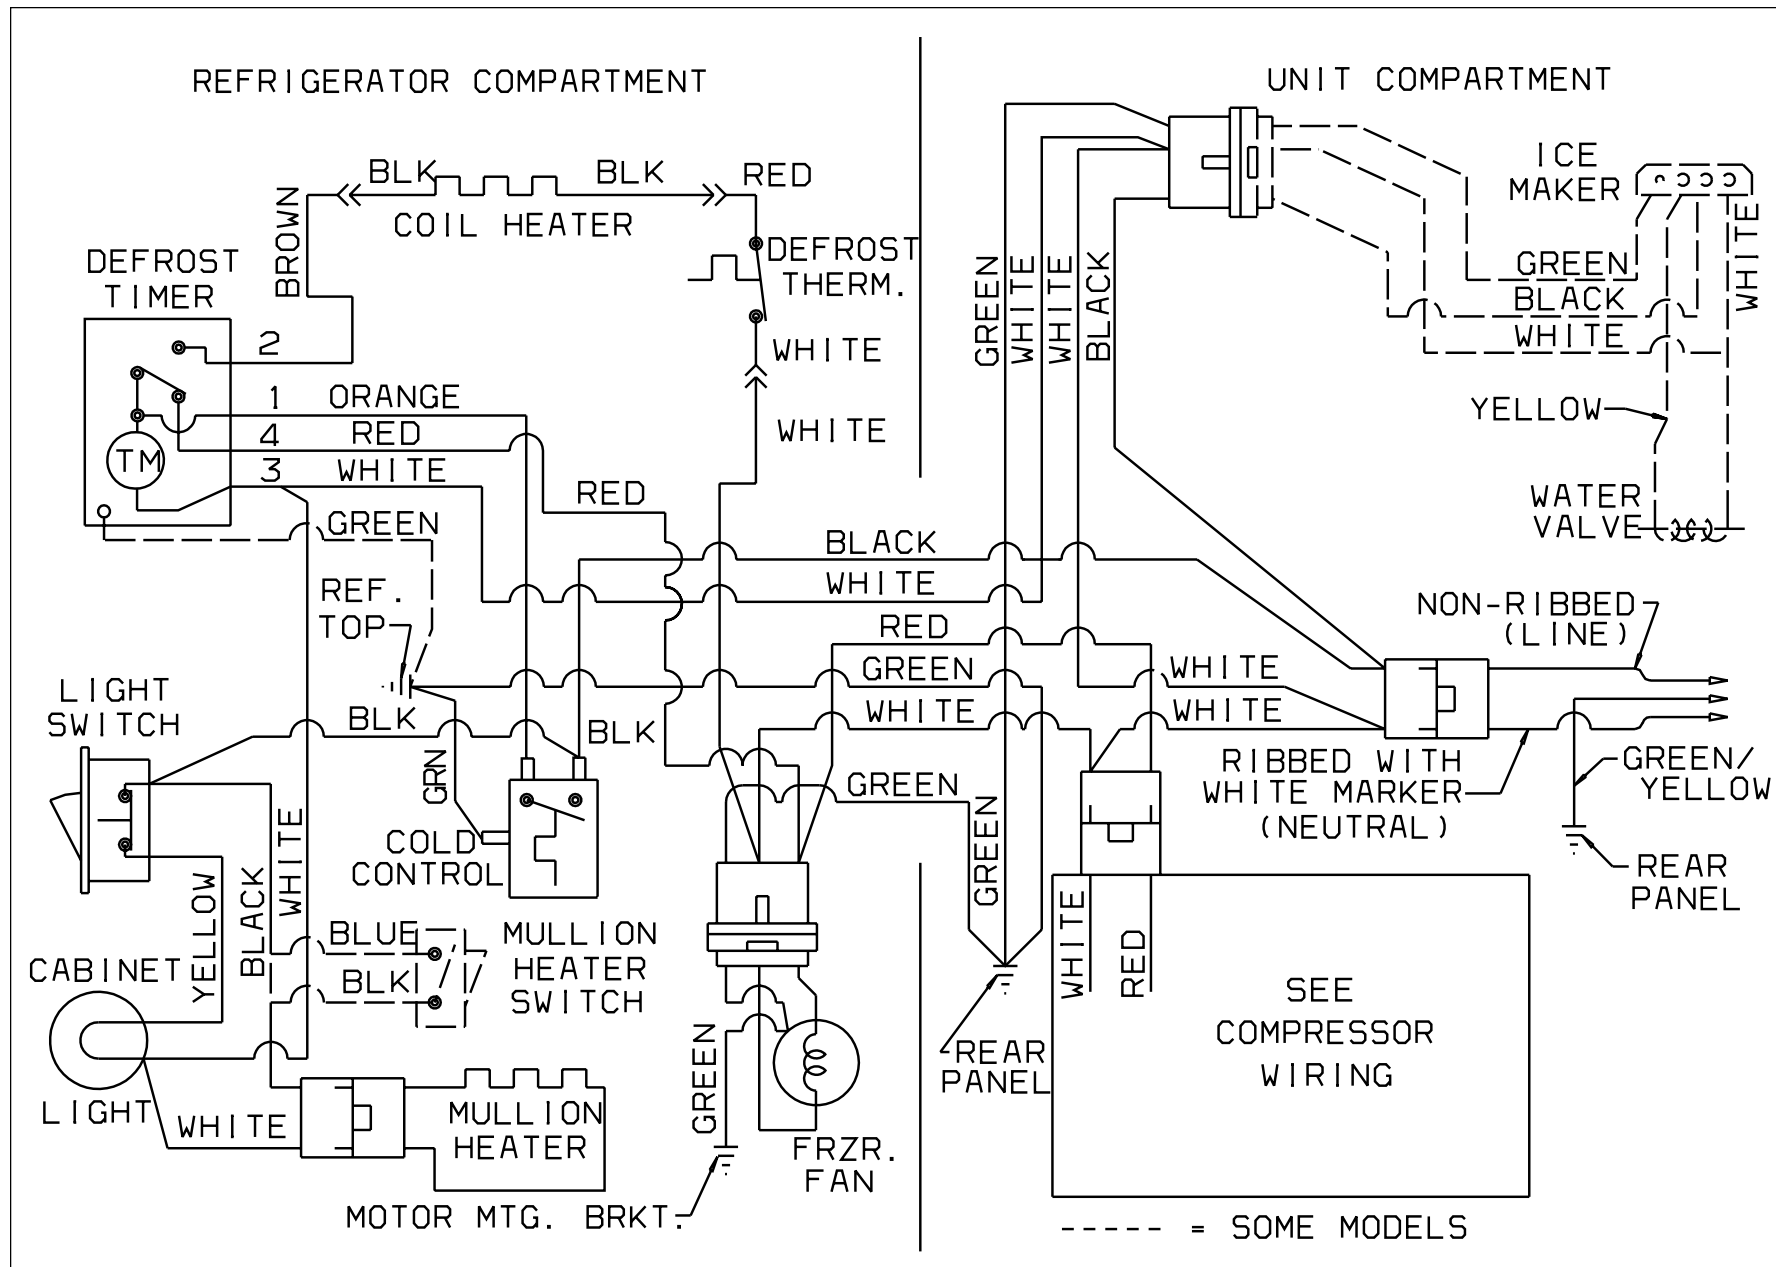 REFRIGERATOR COMPARTMENT
UNIT COMPARTMENT
BLK
BLK
RED
COIL HEATER
BROWN
DEFROST
THERM.
DEFROST
TIMER
2
1
ORANGE
4
RED
TM
3
WHITE
GREEN
WHITE
WHITE
RED
REF.
TOP
LIGHT
SWITCH
BLK
BLK
GRN
COLD
CONTROL
WHITE
BLACK
YELLOW
BLUE
BLK
MULLION
HEATER
SWITCH
CABINET
LIGHT
WHITE
MULLION
HEATER
MOTOR MTG. BRKT.
GREEN
FRZR.
FAN
BLACK
WHITE
RED
GREEN
WHITE
GREEN
GREEN
WHITE
WHITE
BLACK
ICE
MAKER
GREEN
BLACK
WHITE
WHITE
YELLOW
WATER
VALVE
NON-RIBBED
(LINE)
WHITE
WHITE
RIBBED WITH
WHITE MARKER
(NEUTRAL)
GREEN/
YELLOW
REAR
PANEL
GREEN
REAR
PANEL
WHITE
RED
SEE
COMPRESSOR
WIRING
----- = SOME MODELS